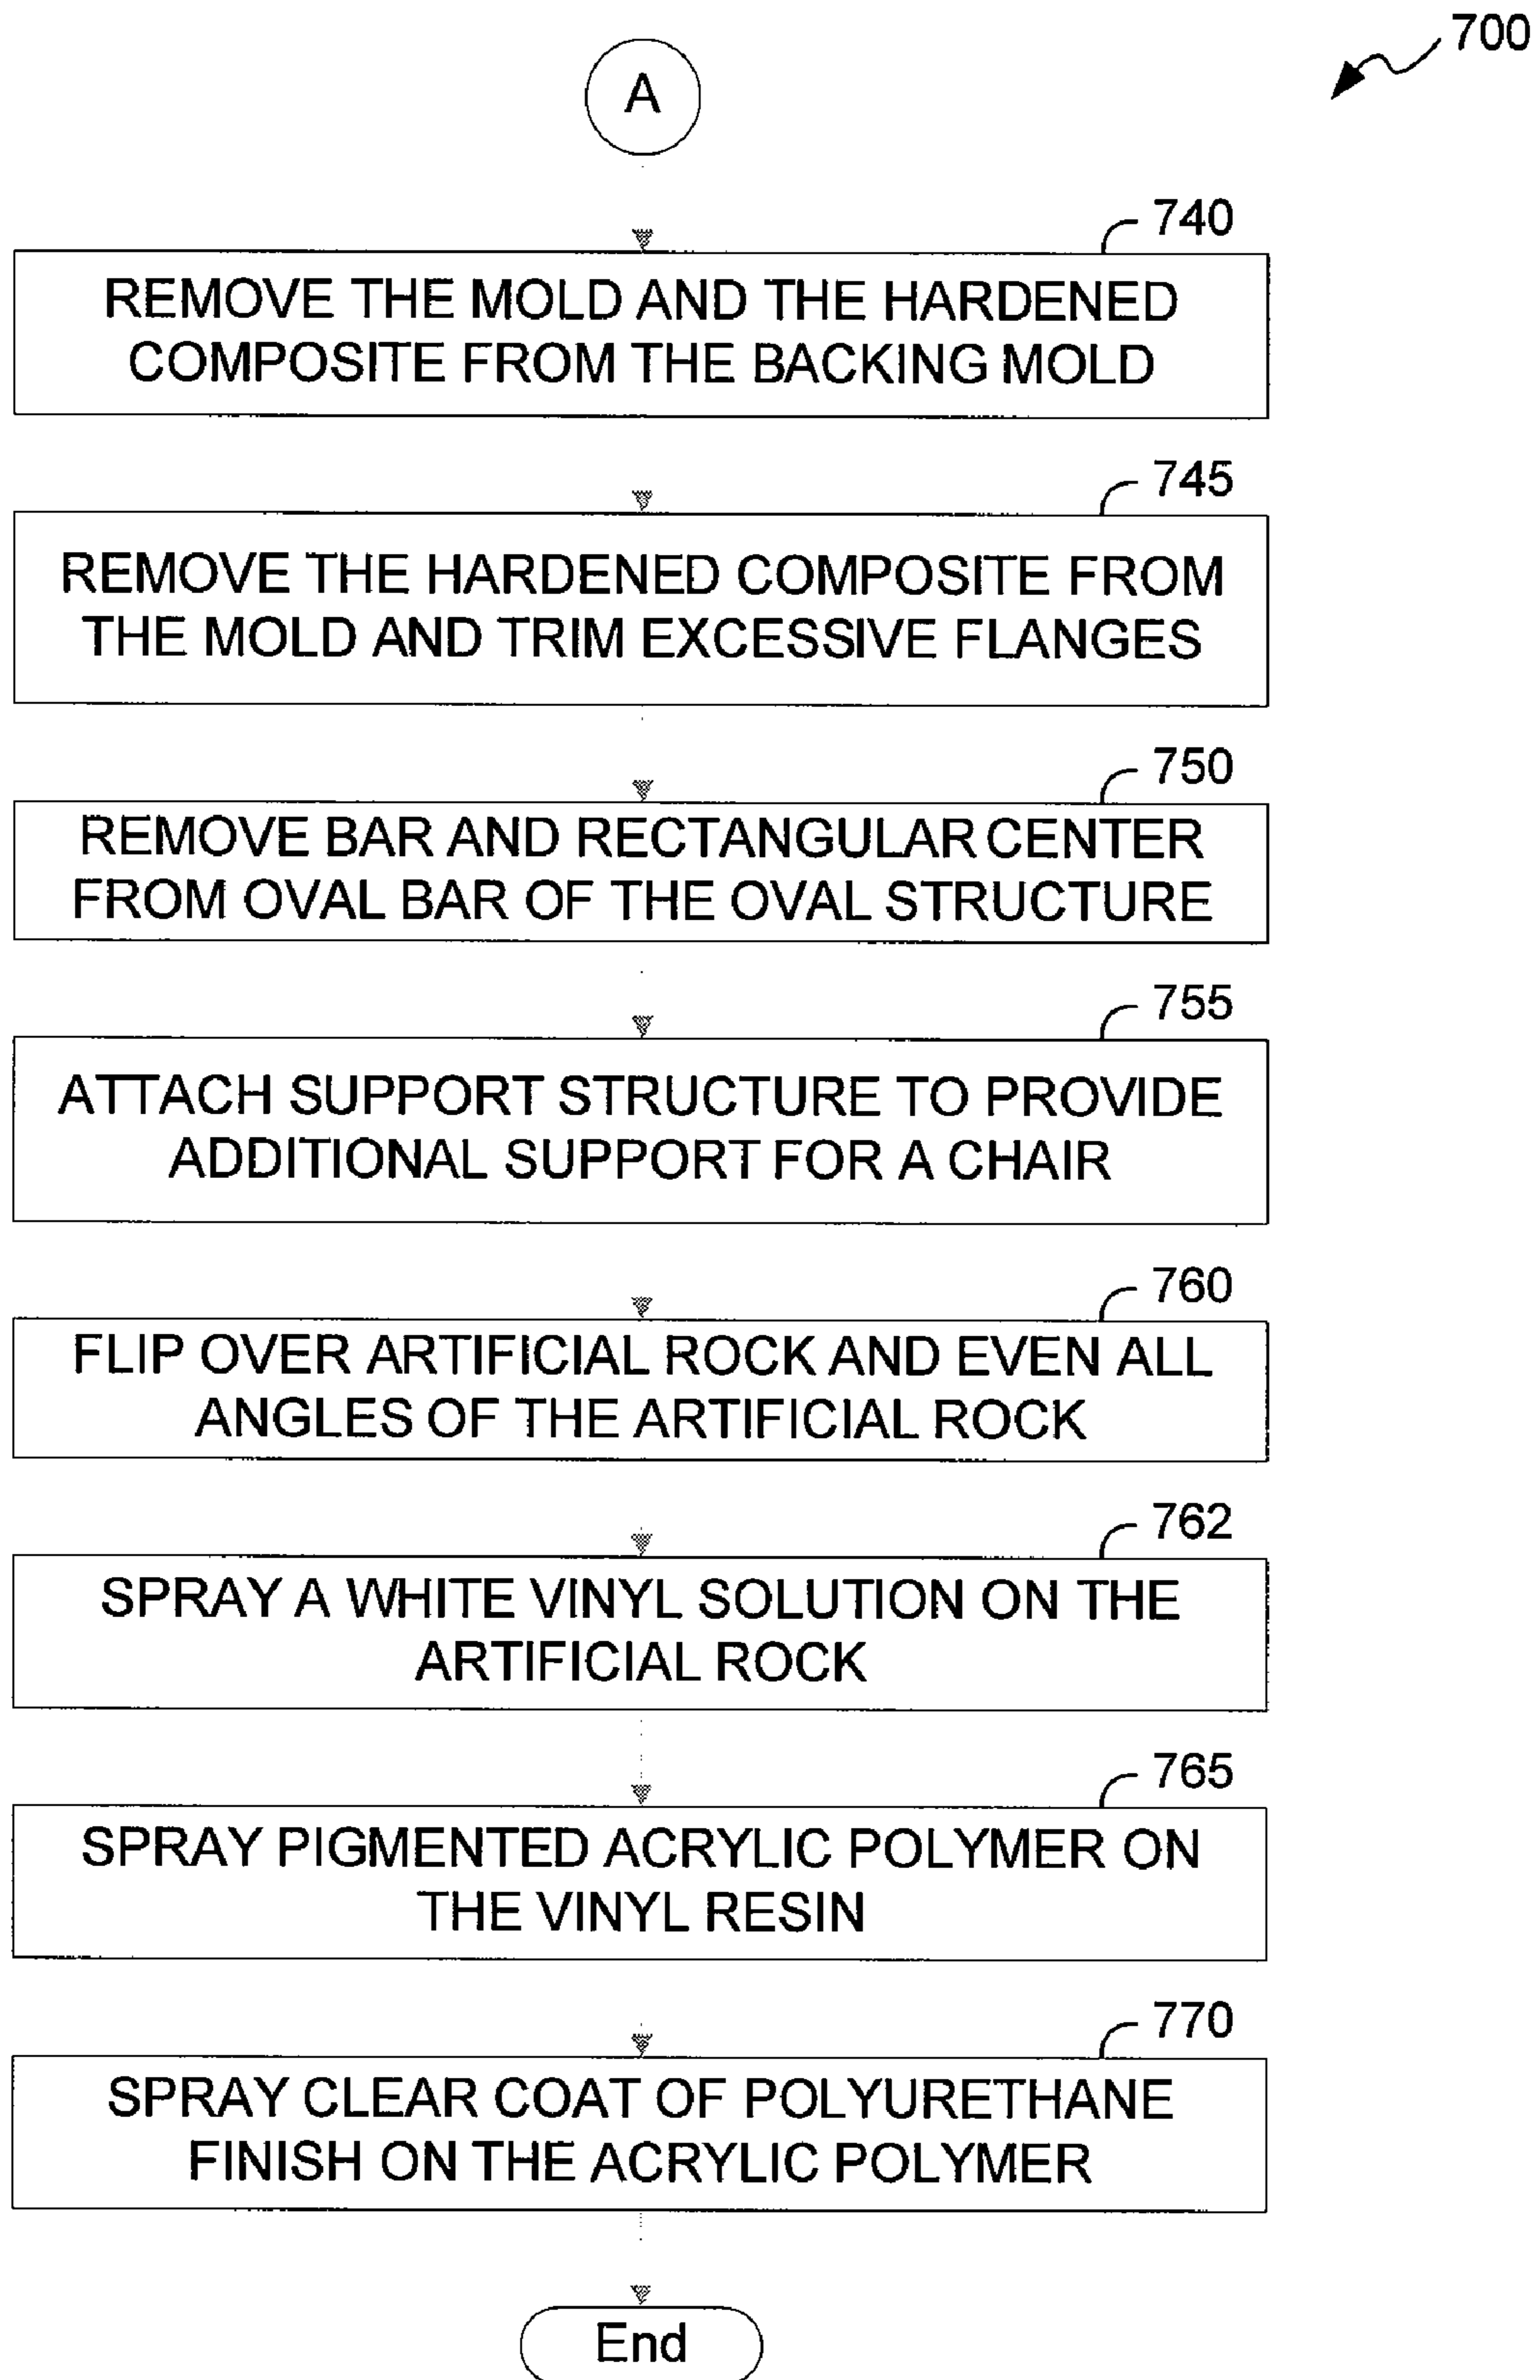 700
A
740
REMOVE THE MOLD AND THE HARDENED
COMPOSITE FROM THE BACKING MOLD
745
REMOVE THE HARDENED COMPOSITE FROM
THE MOLD AND TRIM EXCESSIVE FLANGES
750
REMOVE BAR AND RECTANGULAR CENTER
FROM OVAL BAR OF THE OVAL STRUCTURE
755
ATTACH SUPPORT STRUCTURE TO PROVIDE
ADDITIONAL SUPPORT FOR A CHAIR
760
FLIP OVER ARTIFICIAL ROCK AND EVEN ALL
ANGLES OF THE ARTIFICIAL ROCK
762
SPRAY A WHITE VINYL SOLUTION ON THE
ARTIFICIAL ROCK
765
SPRAY PIGMENTED ACRYLIC POLYMER ON
THE VINYL RESIN
770
SPRAY CLEAR COAT OF POLYURETHANE
FINISH ON THE ACRYLIC POLYMER
End